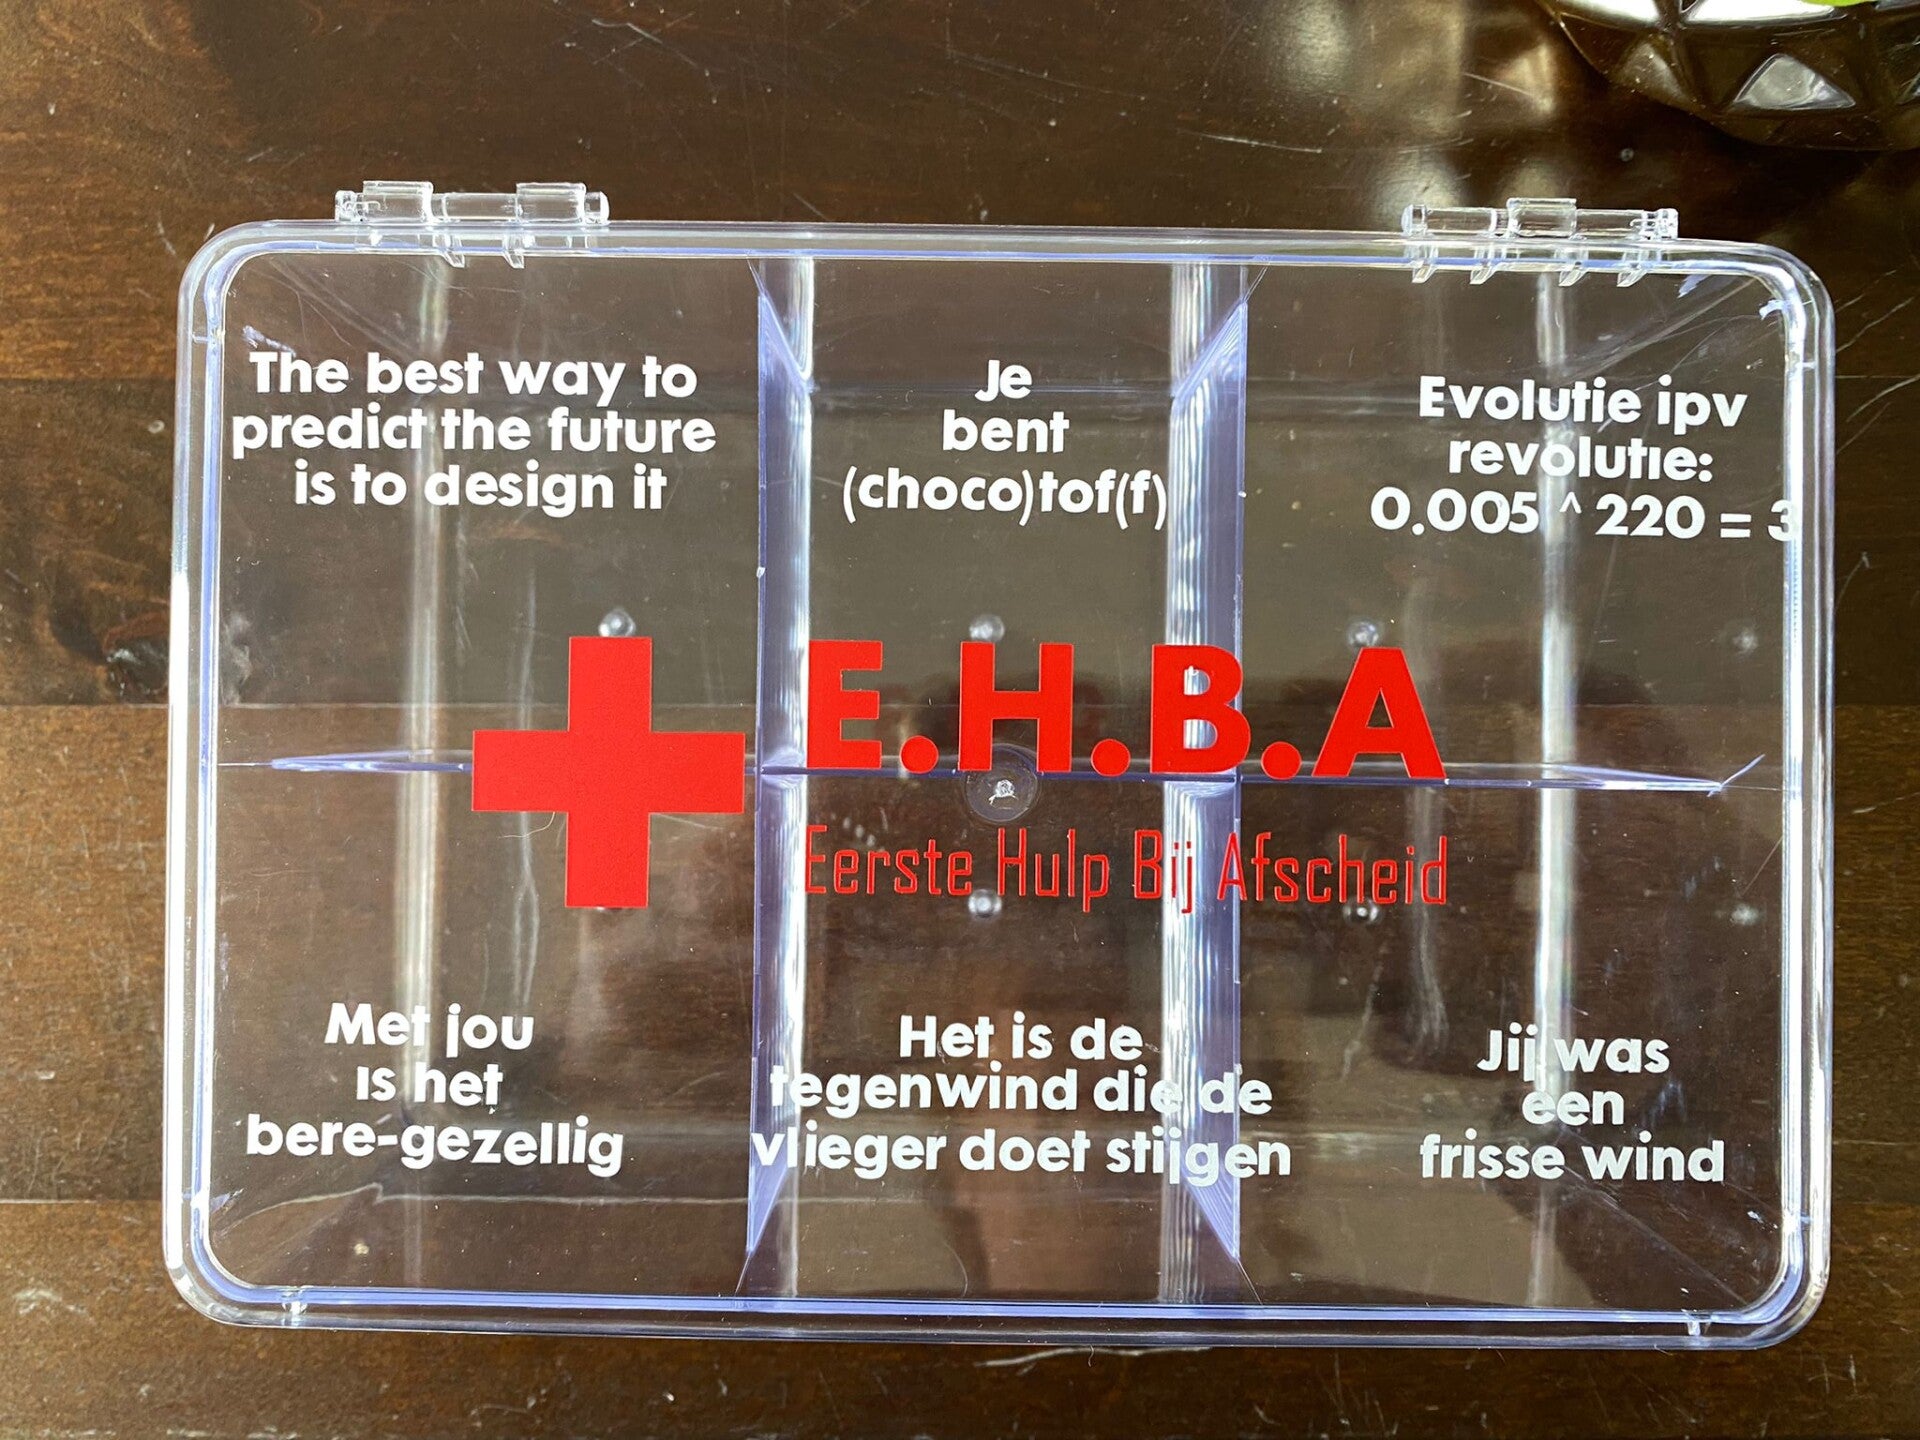 The best way to
predict the future
is to design it
Je
bent
(choco)tof(f)
Evolutie ipv
revolutie:
0.005 ^ 220 = 3
E.H.B.A
Eerste Hulp Bij Afscheid
Met jou
is het
bere-gezellig
Het is de
tegenwind die de
vlieger doet stijgen
Jij was
een
frisse wind